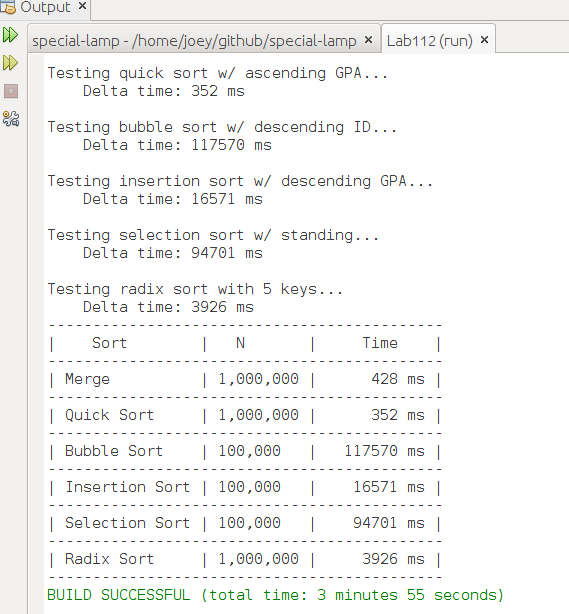 Output ×
special-lamp - /home/joey/github/special-lamp × Lab112 (run) ×
Testing quick sort w/ ascending GPA...
    Delta time: 352 ms
Testing bubble sort w/ descending ID...
    Delta time: 117570 ms
Testing insertion sort w/ descending GPA...
    Delta time: 16571 ms
Testing selection sort w/ standing...
    Delta time: 94701 ms
Testing radix sort with 5 keys...
    Delta time: 3926 ms
--------------------------------------------
|    Sort        |   N       |     Time    |
--------------------------------------------
| Merge          | 1,000,000 |      428 ms |
--------------------------------------------
| Quick Sort     | 1,000,000 |      352 ms |
--------------------------------------------
| Bubble Sort    | 100,000   |   117570 ms |
--------------------------------------------
| Insertion Sort | 100,000   |    16571 ms |
--------------------------------------------
| Selection Sort | 100,000   |    94701 ms |
--------------------------------------------
| Radix Sort     | 1,000,000 |     3926 ms |
--------------------------------------------
BUILD SUCCESSFUL (total time: 3 minutes 55 seconds)